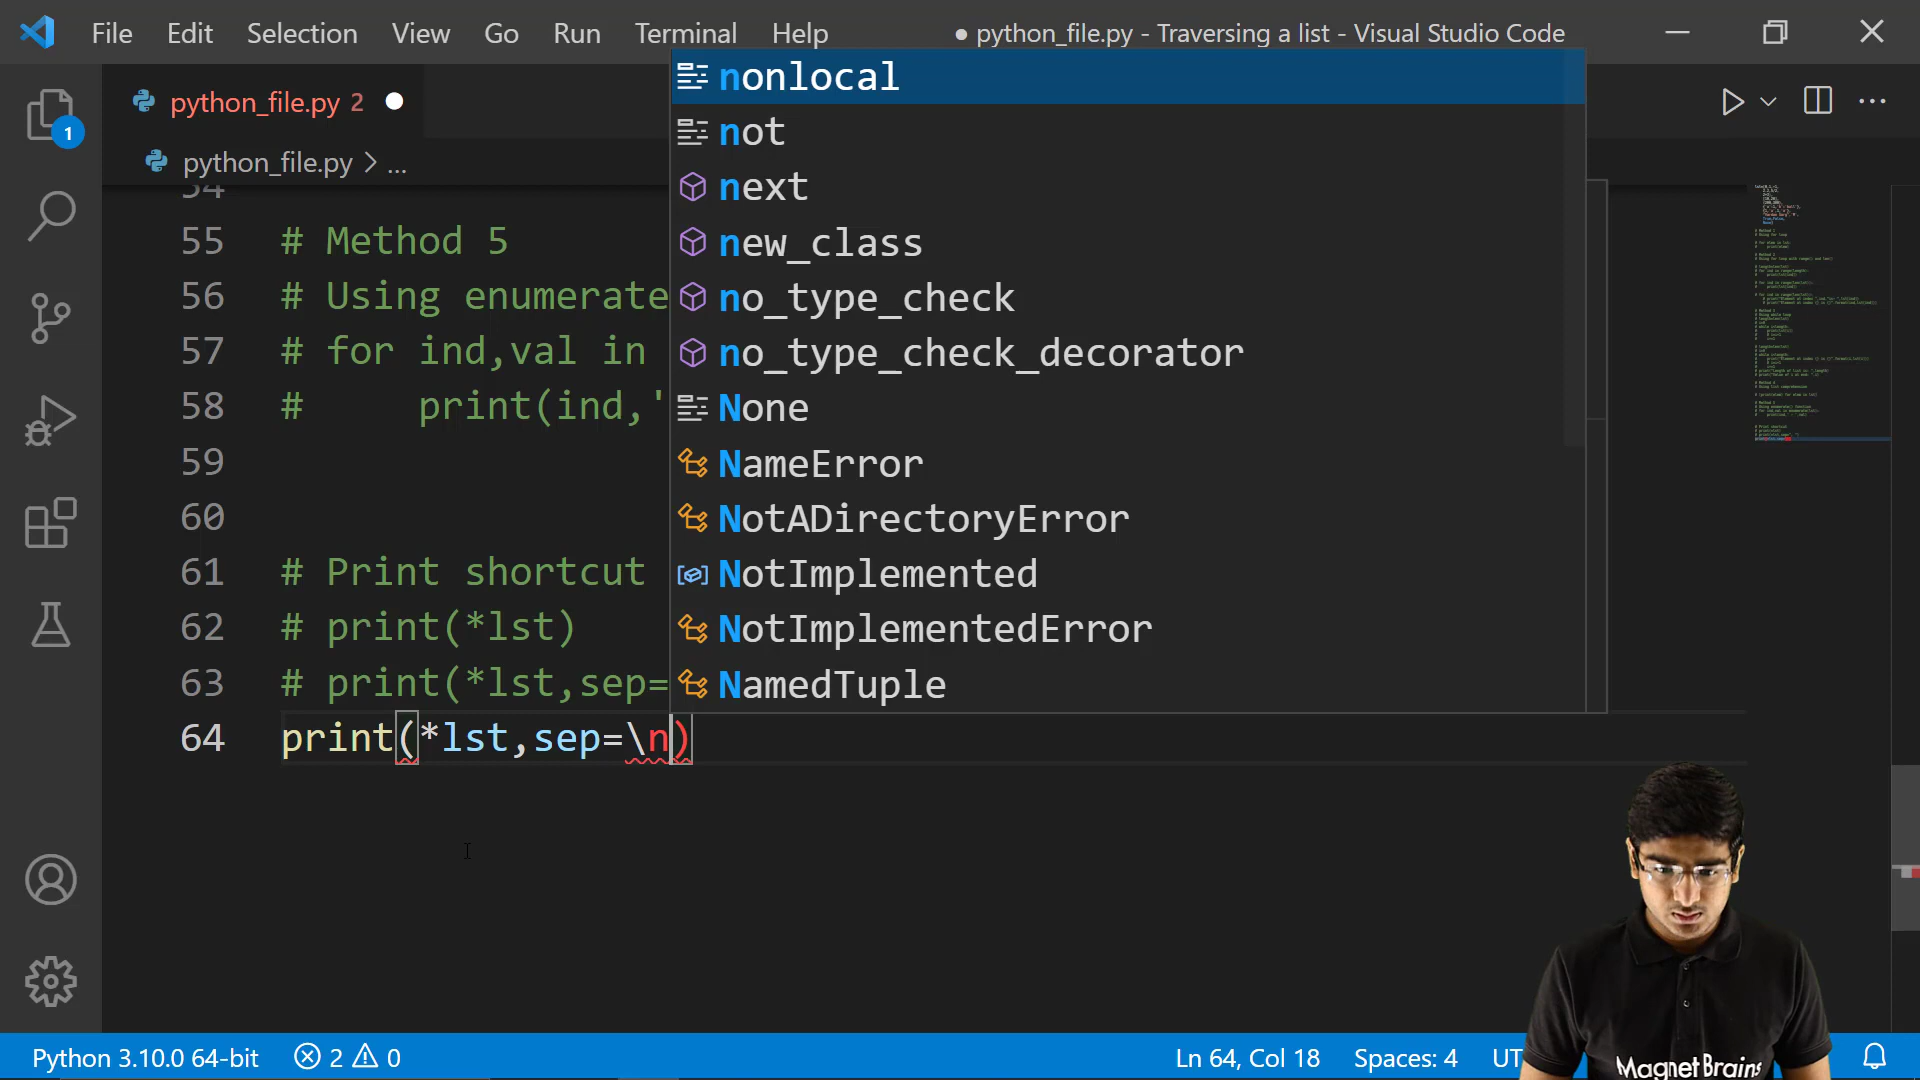 File Edit Selection View Go Run Terminal Help
● python_file.py - Traversing a list - Visual Studio Code
python_file.py 2
python_file.py > ...
1
54
55 # Method 5
56 # Using enumerate
57 # for ind,val in
58 #     print(ind,'
59
60
61 # Print shortcut
62 # print(*lst)
63 # print(*lst,sep=
64 print(*lst,sep=\n)
nonlocal
not
next
new_class
no_type_check
no_type_check_decorator
None
NameError
NotADirectoryError
NotImplemented
NotImplementedError
NamedTuple
Python 3.10.0 64-bit 2 0
Ln 64, Col 18 Spaces: 4 UT
MagnetBrains